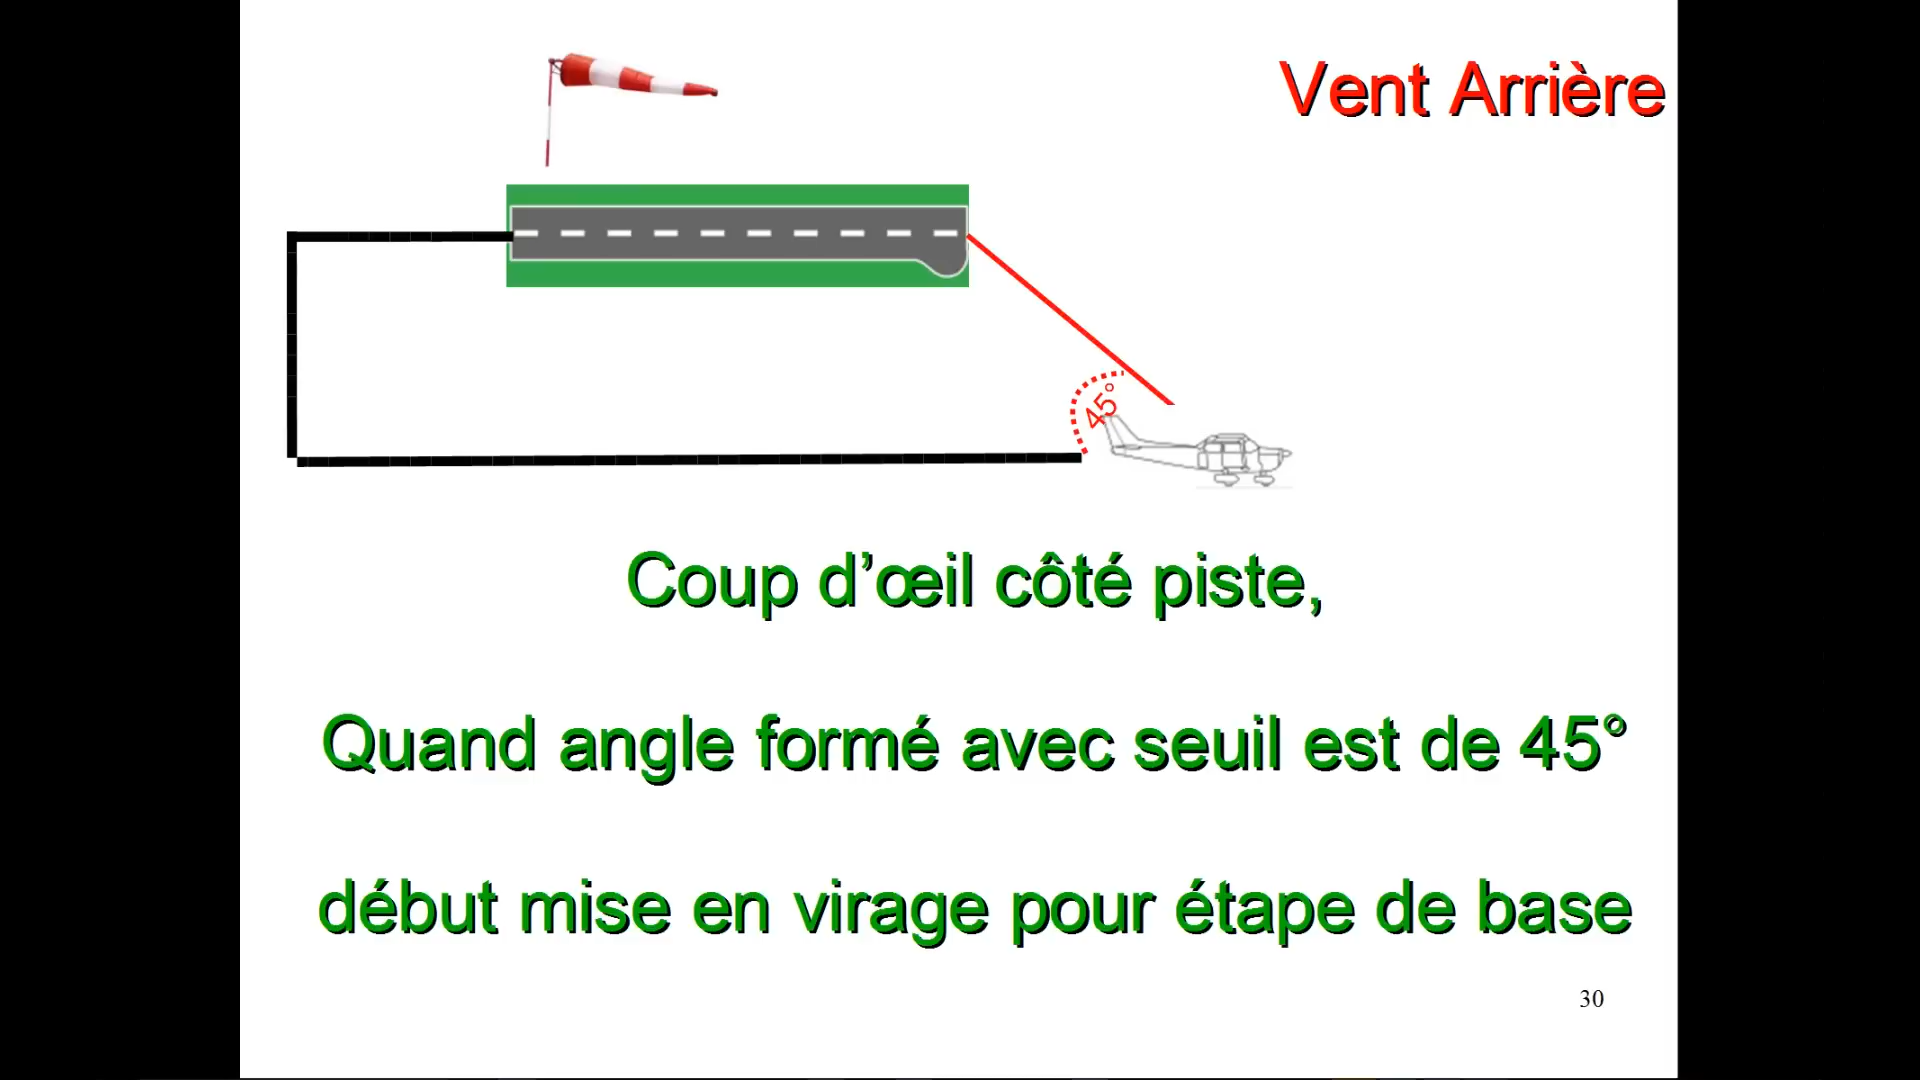 Vent Arrière
45°
Coup d’œil côté piste,
Quand angle formé avec seuil est de 45°
début mise en virage pour étape de base
30